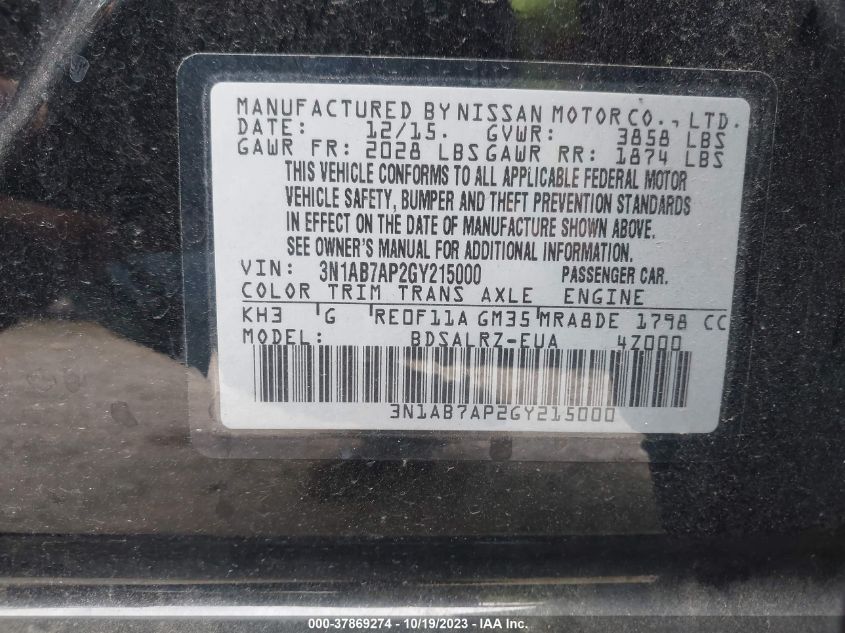 MANUFACTURED BY NISSAN MOTOR CO., LTD.
DATE: 12/15. GVWR: 3858 LBS
GAWR FR: 2028 LBS GAWR RR: 1874 LBS
THIS VEHICLE CONFORMS TO ALL APPLICABLE FEDERAL MOTOR
VEHICLE SAFETY, BUMPER AND THEFT PREVENTION STANDARDS
IN EFFECT ON THE DATE OF MANUFACTURE SHOWN ABOVE.
SEE OWNER'S MANUAL FOR ADDITIONAL INFORMATION.
VIN: 3N1AB7AP2GY215000 PASSENGER CAR.
COLOR TRIM TRANS AXLE ENGINE
KH3 G RE0F11A GM35 MRA8DE 1798 CC
MODEL: BDSALRZ-EUA 4Z000
3N1AB7AP2GY215000
000-37869274 - 10/19/2023 - COPYRIGHT IAA, Inc.